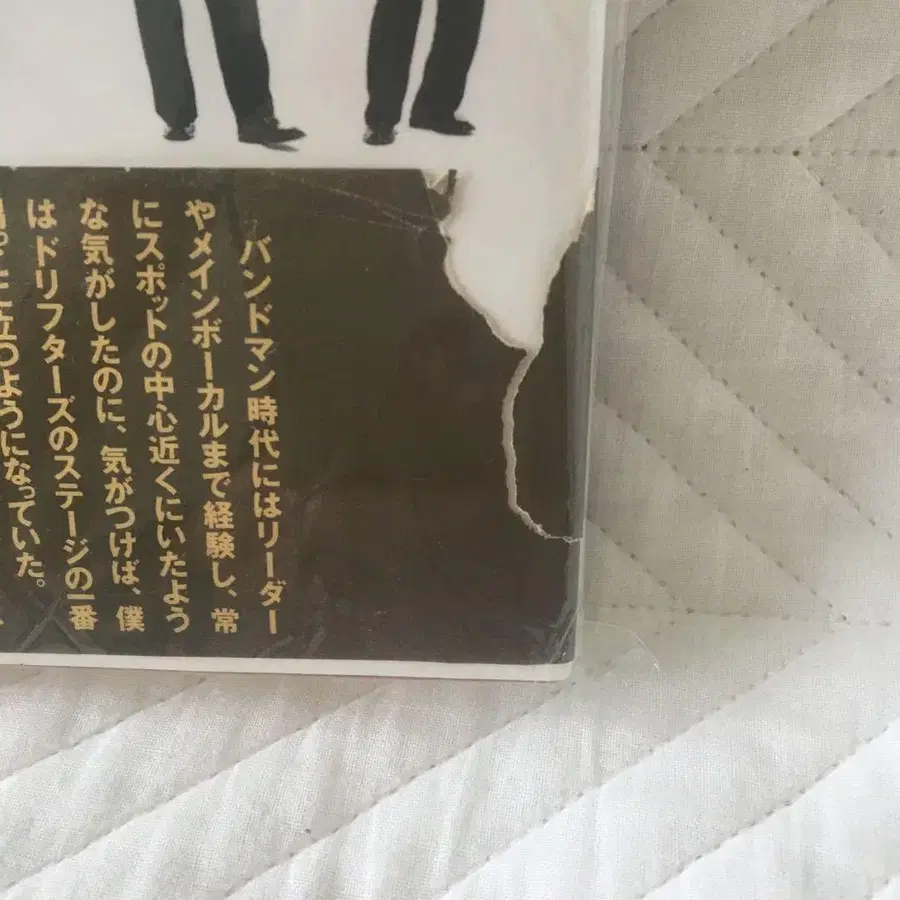 バンドマン時代にはリーダー
やメインボーカルまで経験し、常
にスポットの中心近くにいたよう
な気がしたのに、気がつけば、僕
はドリフターズのステージの一番
に立つようになっていた。